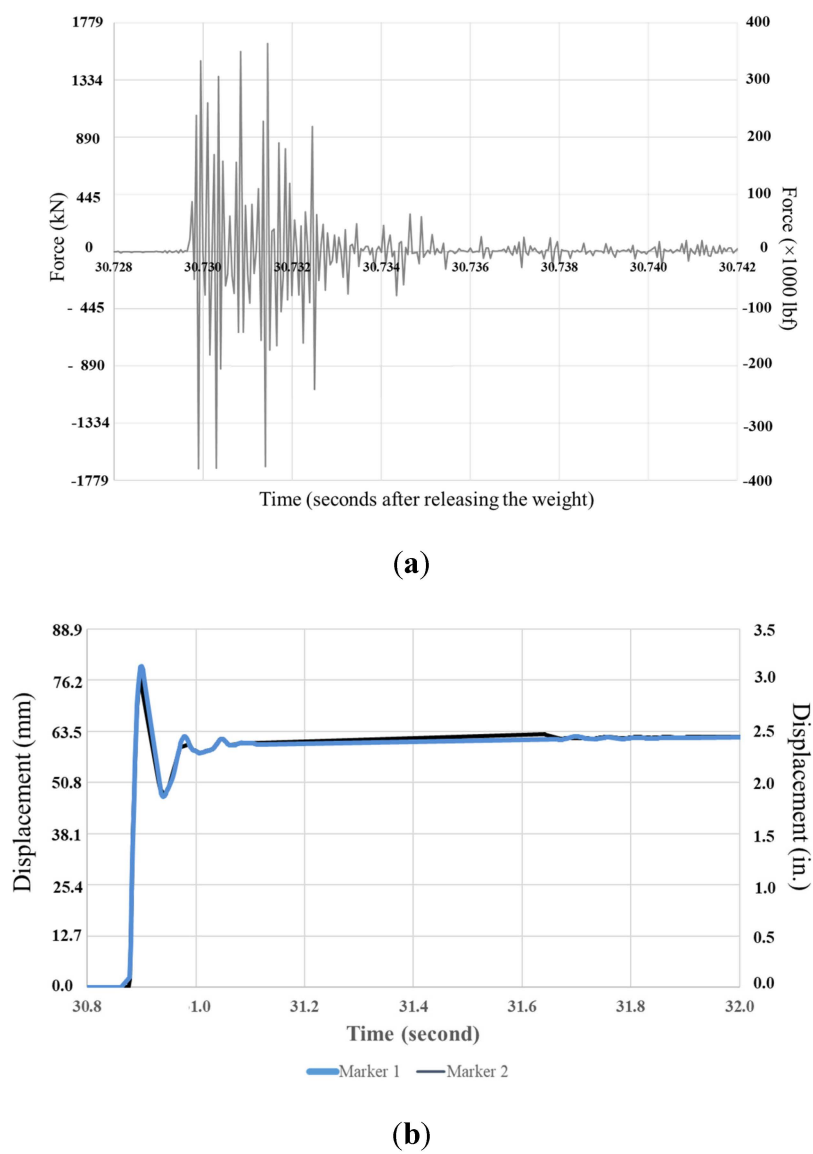 1779 400
1334 300
890 200
445 100
0 0
30.728 30.730 30.732 30.734 30.736 30.738 30.740 30.742
- 445 -100
- 890 -200
-1334 -300
-1779 -400
Force (kN)
Force (×1000 lbf)
Time (seconds after releasing the weight)
(a)
88.9 3.5
76.2 3.0
63.5 2.5
50.8 2.0
38.1 1.5
25.4 1.0
12.7 0.5
0.0 0.0
Displacement (mm)
Displacement (in.)
30.8 1.0 31.2 31.4 31.6 31.8 32.0
Time (second)
Marker 1 Marker 2
(b)